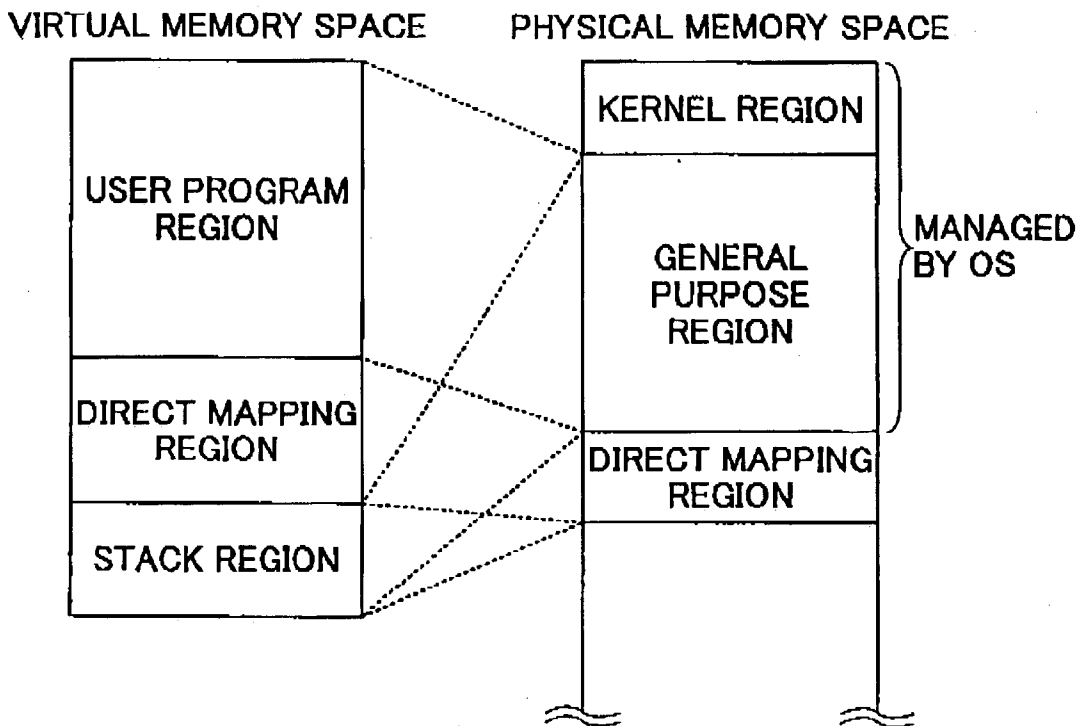 VIRTUAL MEMORY SPACE
PHYSICAL MEMORY SPACE
USER PROGRAM
REGION
DIRECT MAPPING
REGION
STACK REGION
KERNEL REGION
GENERAL
PURPOSE
REGION
DIRECT MAPPING
REGION
MANAGED
BY OS